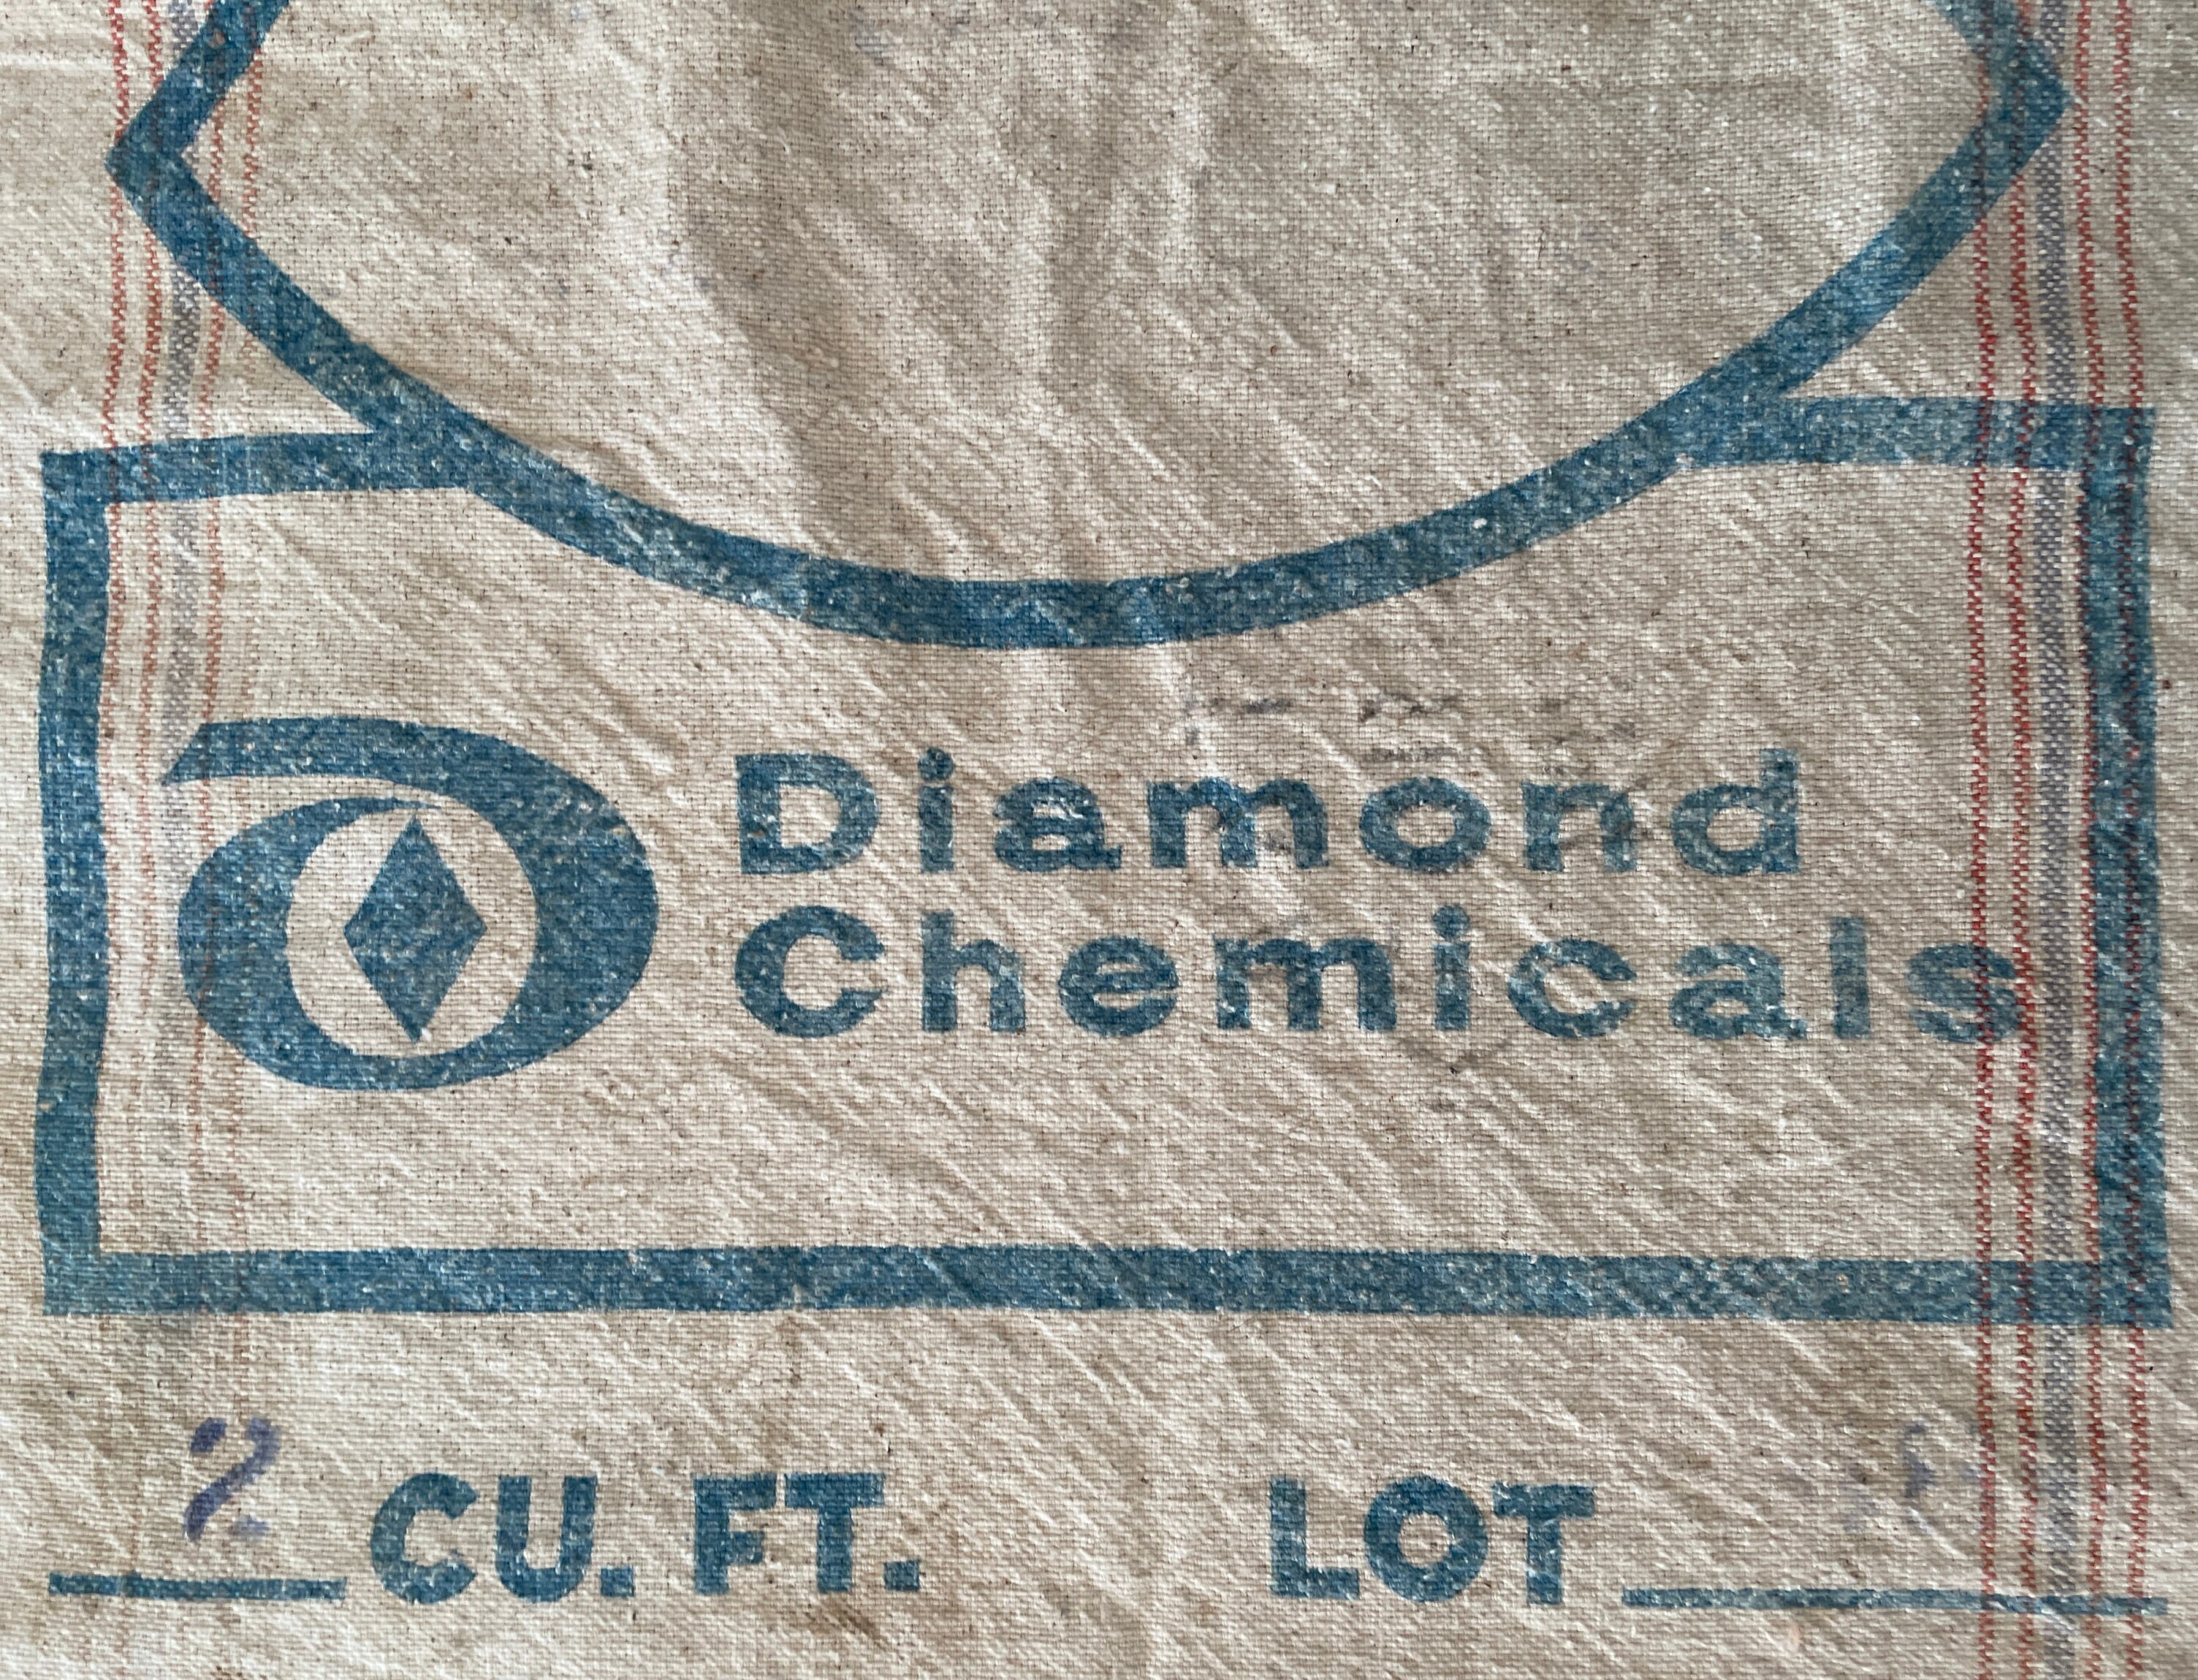 Diamond
Chemicals
2 CU. FT. LOT